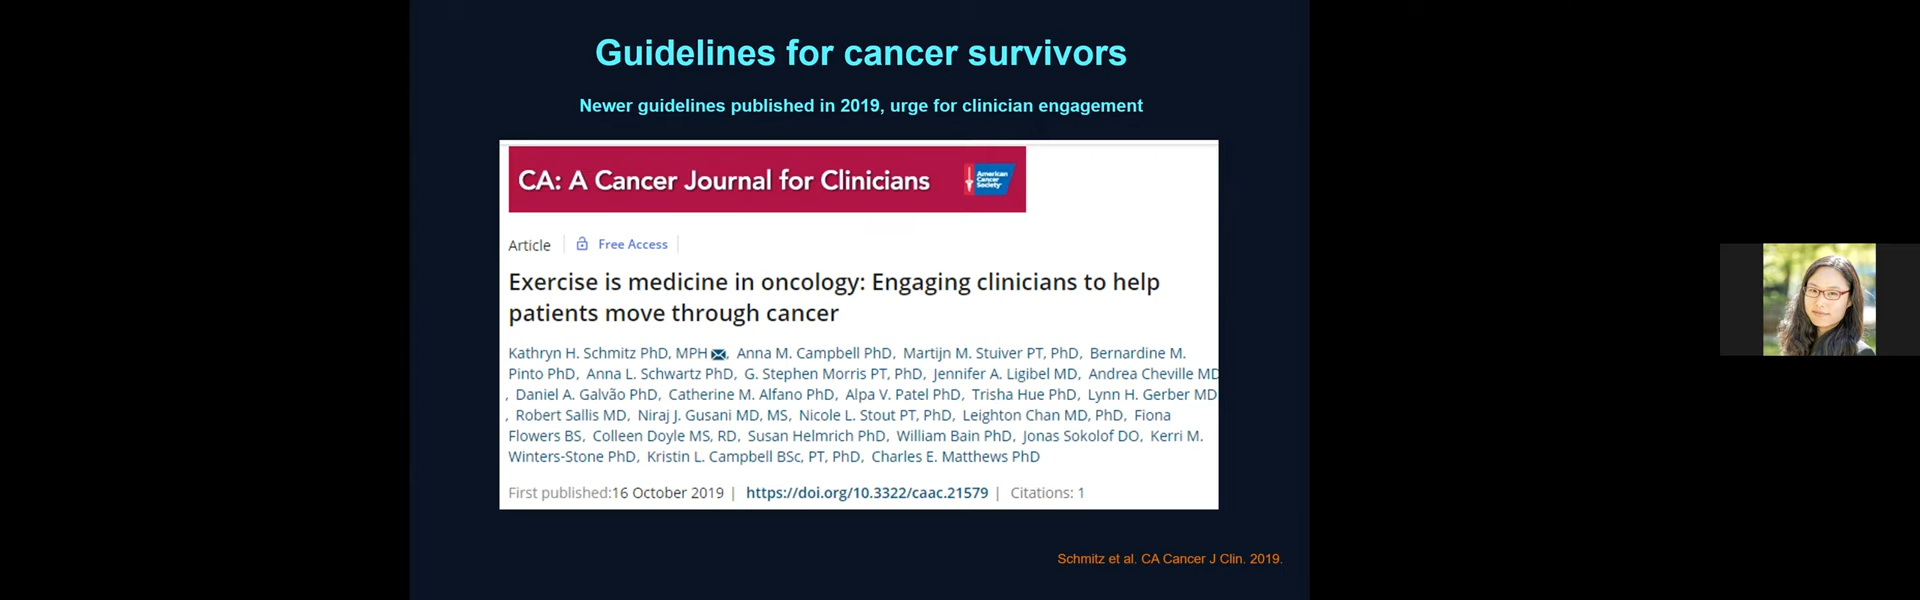 Guidelines for cancer survivors
Newer guidelines published in 2019, urge for clinician engagement
CA: A Cancer Journal for Clinicians
American
Cancer
Society
Article
Free Access
Exercise is medicine in oncology: Engaging clinicians to help
patients move through cancer
Kathryn H. Schmitz PhD, MPH, Anna M. Campbell PhD, Martijn M. Stuiver PT, PhD, Bernardine M.
Pinto PhD, Anna L. Schwartz PhD, G. Stephen Morris PT, PhD, Jennifer A. Ligibel MD, Andrea Cheville MD
, Daniel A. Galvão PhD, Catherine M. Alfano PhD, Alpa V. Patel PhD, Trisha Hue PhD, Lynn H. Gerber MD
, Robert Sallis MD, Niraj J. Gusani MD, MS, Nicole L. Stout PT, PhD, Leighton Chan MD, PhD, Fiona
Flowers BS, Colleen Doyle MS, RD, Susan Helmrich PhD, William Bain PhD, Jonas Sokolof DO, Kerri M.
Winters-Stone PhD, Kristin L. Campbell BSc, PT, PhD, Charles E. Matthews PhD
First published:16 October 2019 | https://doi.org/10.3322/caac.21579 | Citations: 1
Schmitz et al. CA Cancer J Clin. 2019.